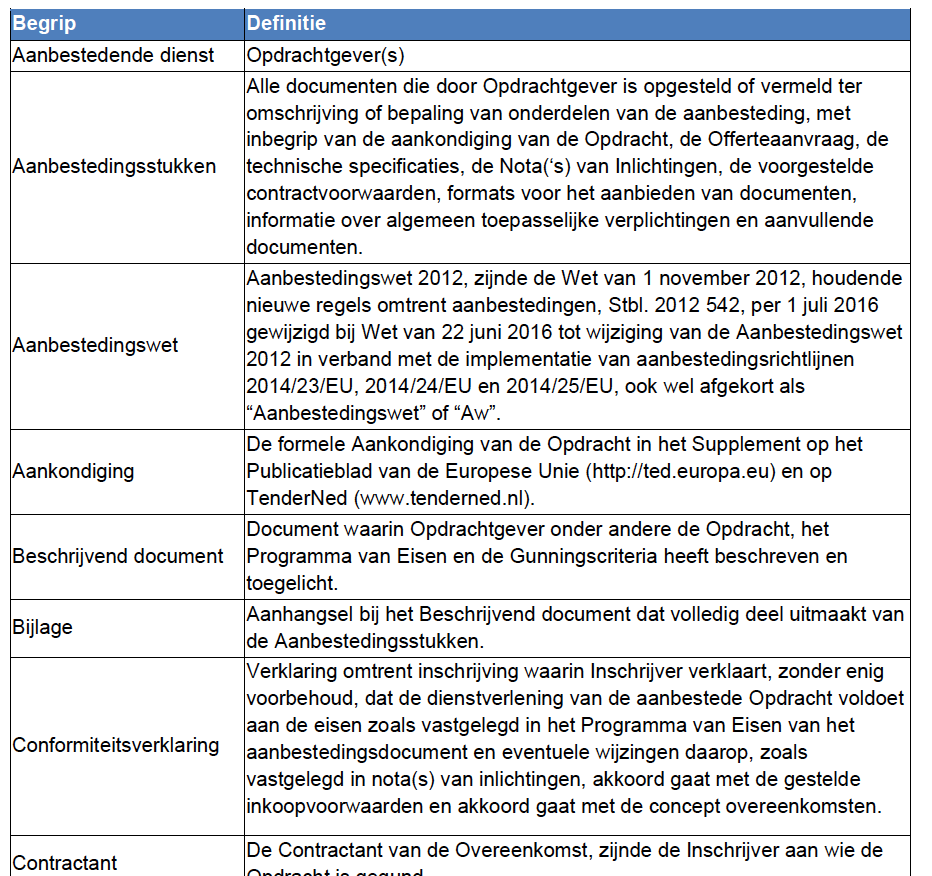 Begrip
Definitie
Aanbestedende dienst
Opdrachtgever(s)
Aanbestedingsstukken
Alle documenten die door Opdrachtgever is opgesteld of vermeld ter
omschrijving of bepaling van onderdelen van de aanbesteding, met
inbegrip van de aankondiging van de Opdracht, de Offerteaanvraag, de
technische specificaties, de Nota(‘s) van Inlichtingen, de voorgestelde
contractvoorwaarden, formats voor het aanbieden van documenten,
informatie over algemeen toepasselijke verplichtingen en aanvullende
documenten.
Aanbestedingswet
Aanbestedingswet 2012, zijnde de Wet van 1 november 2012, houdende
nieuwe regels omtrent aanbestedingen, Stbl. 2012 542, per 1 juli 2016
gewijzigd bij Wet van 22 juni 2016 tot wijziging van de Aanbestedingswet
2012 in verband met de implementatie van aanbestedingsrichtlijnen
2014/23/EU, 2014/24/EU en 2014/25/EU, ook wel afgekort als
“Aanbestedingswet” of “Aw”.
Aankondiging
De formele Aankondiging van de Opdracht in het Supplement op het
Publicatieblad van de Europese Unie (http://ted.europa.eu) en op
TenderNed (www.tenderned.nl).
Beschrijvend document
Document waarin Opdrachtgever onder andere de Opdracht, het
Programma van Eisen en de Gunningscriteria heeft beschreven en
toegelicht.
Bijlage
Aanhangsel bij het Beschrijvend document dat volledig deel uitmaakt van
de Aanbestedingsstukken.
Conformiteitsverklaring
Verklaring omtrent inschrijving waarin Inschrijver verklaart, zonder enig
voorbehoud, dat de dienstverlening van de aanbestede Opdracht voldoet
aan de eisen zoals vastgelegd in het Programma van Eisen van het
aanbestedingsdocument en eventuele wijzingen daarop, zoals
vastgelegd in nota(s) van inlichtingen, akkoord gaat met de gestelde
inkoopvoorwaarden en akkoord gaat met de concept overeenkomsten.
Contractant
De Contractant van de Overeenkomst, zijnde de Inschrijver aan wie de
Opdracht is gegund